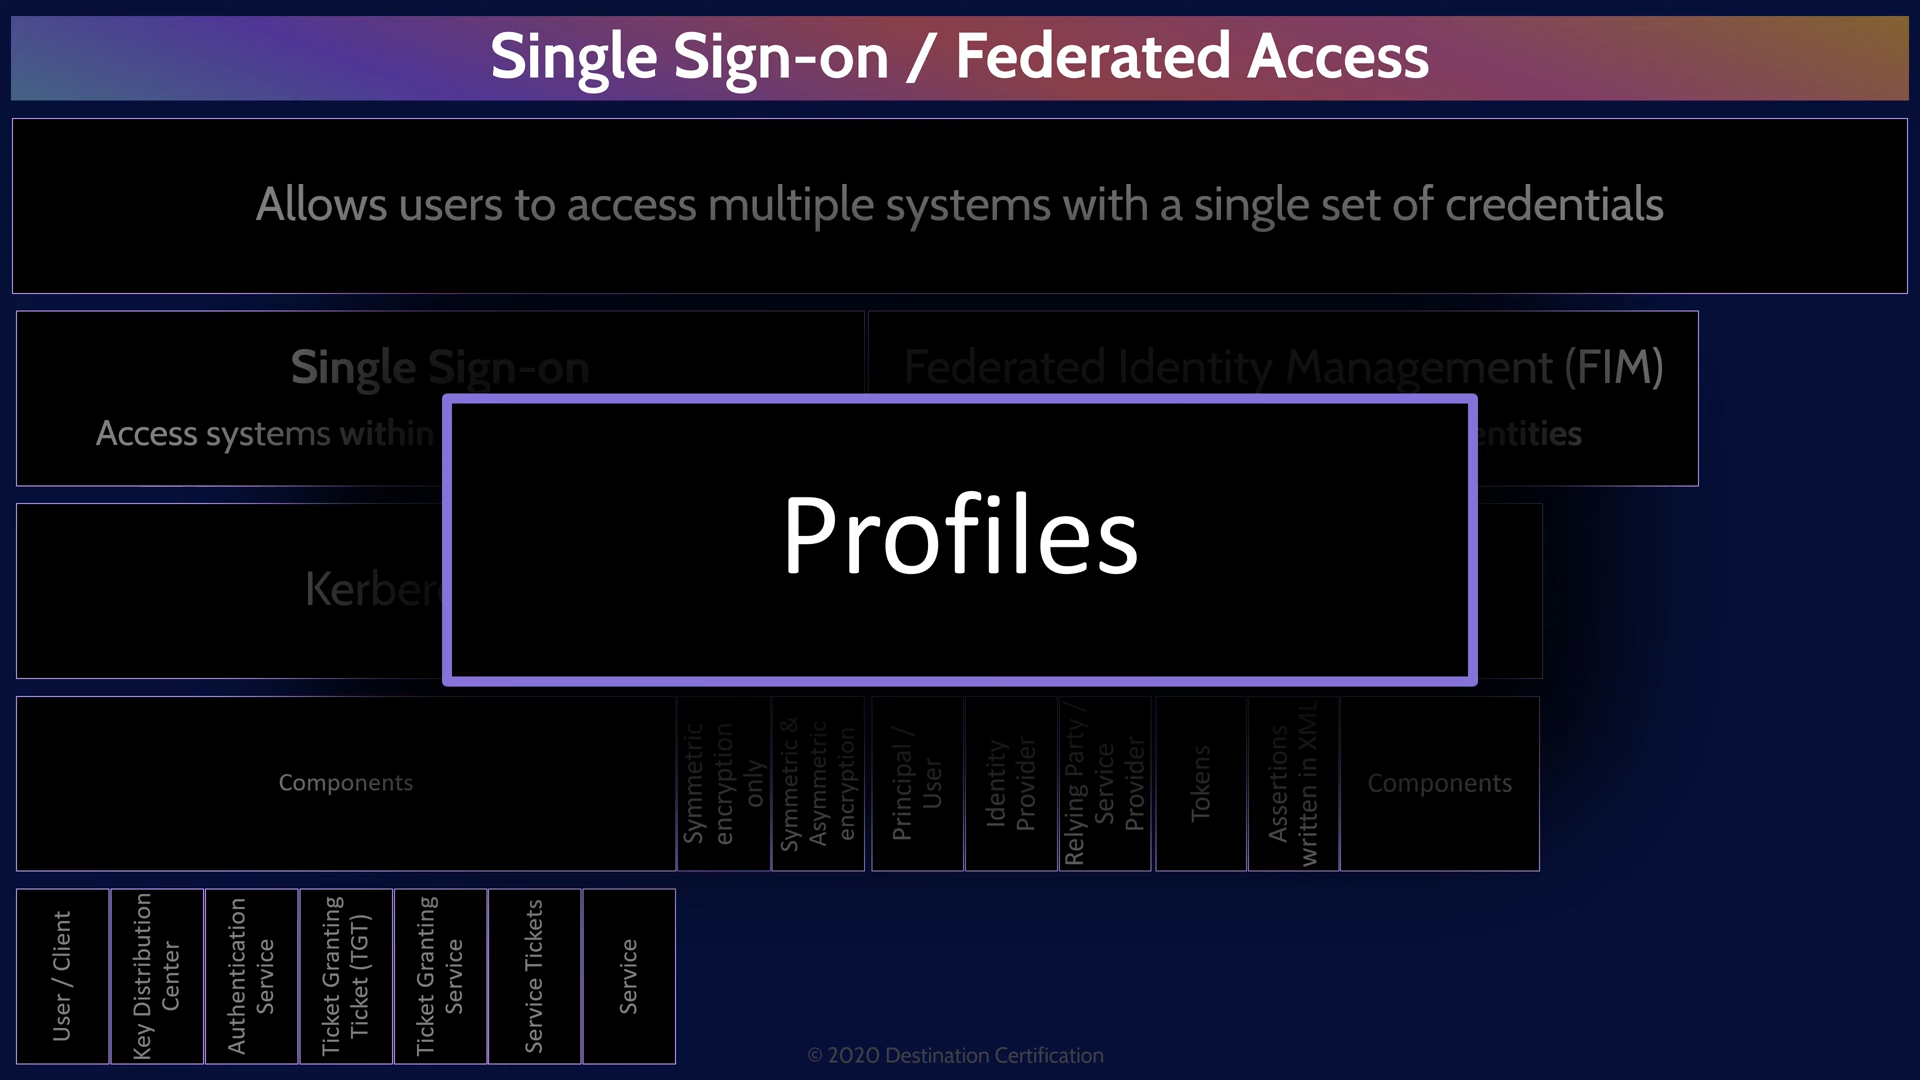 Single Sign-on / Federated Access
Allows users to access multiple systems with a single set of credentials
Single Sign-on
Federated Identity Management (FIM)
Access systems within
entities
Profiles
Components
Symmetric
encryption
only
Symmetric &
Asymmetric
encryption
Principal /
User
Identity
Provider
Relying Party /
Service
Provider
Tokens
Assertions
written in XML
Components
User / Client
Key Distribution
Center
Authentication
Service
Ticket Granting
Ticket (TGT)
Ticket Granting
Service
Service Tickets
Service
© 2020 Destination Certification